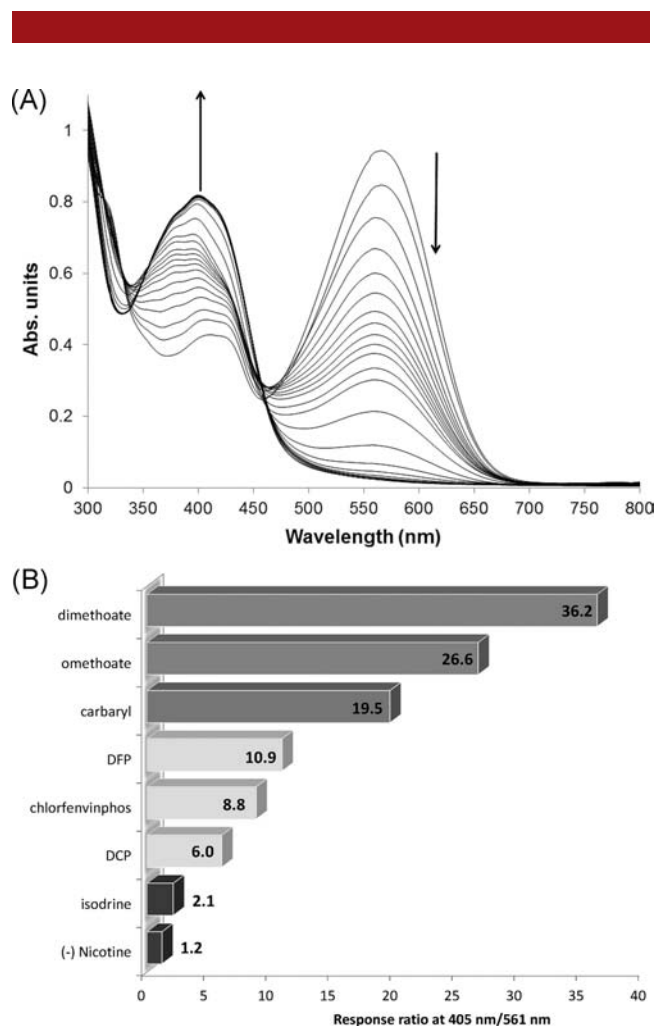 (A)
1
0.8
0.6
0.4
0.2
0
Abs. units
300 350 400 450 500 550 600 650 700 750 800
Wavelength (nm)
(B)
dimethoate 36.2
omethoate 26.6
carbaryl 19.5
DFP 10.9
chlorfenvinphos 8.8
DCP 6.0
isodrine 2.1
(-) Nicotine 1.2
0 5 10 15 20 25 30 35 40
Response ratio at 405 nm/561 nm